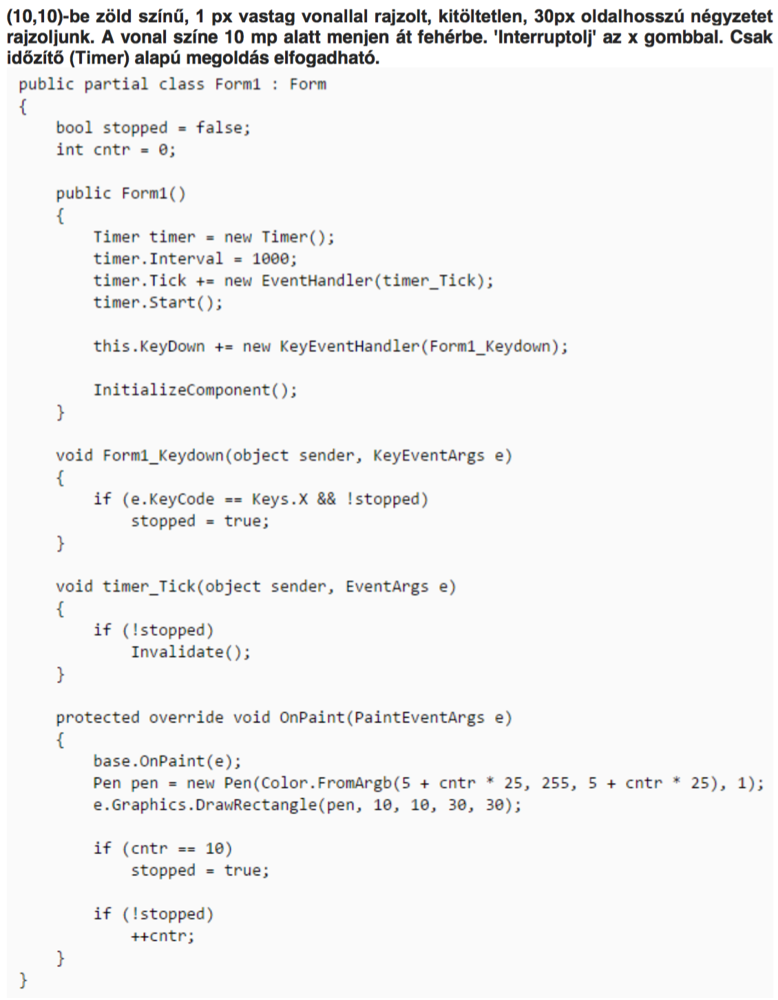 (10,10)-be zöld színű, 1 px vastag vonallal rajzolt, kitöltetlen, 30px oldalhosszú négyzetet
rajzoljunk. A vonal színe 10 mp alatt menjen át fehérbe. 'Interruptolj' az x gombbal. Csak
időzítő (Timer) alapú megoldás elfogadható.
public partial class Form1 : Form
{
    bool stopped = false;
    int cntr = 0;

    public Form1()
    {
        Timer timer = new Timer();
        timer.Interval = 1000;
        timer.Tick += new EventHandler(timer_Tick);
        timer.Start();

        this.KeyDown += new KeyEventHandler(Form1_Keydown);

        InitializeComponent();
    }

    void Form1_Keydown(object sender, KeyEventArgs e)
    {
        if (e.KeyCode == Keys.X && !stopped)
            stopped = true;
    }

    void timer_Tick(object sender, EventArgs e)
    {
        if (!stopped)
            Invalidate();
    }

    protected override void OnPaint(PaintEventArgs e)
    {
        base.OnPaint(e);
        Pen pen = new Pen(Color.FromArgb(5 + cntr * 25, 255, 5 + cntr * 25), 1);
        e.Graphics.DrawRectangle(pen, 10, 10, 30, 30);

        if (cntr == 10)
            stopped = true;

        if (!stopped)
            ++cntr;
    }
}